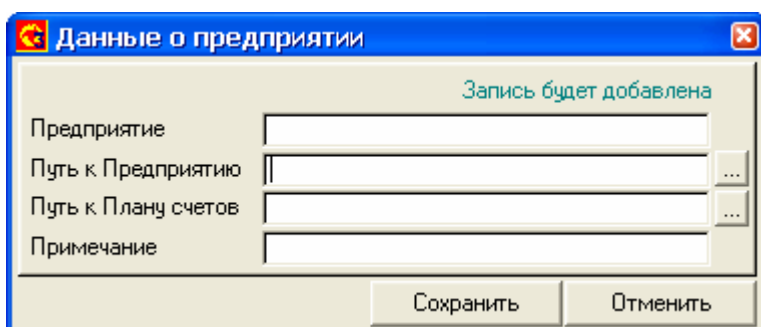 Данные о предприятии
Запись будет добавлена
Предприятие
Путь к Предприятию
...
Путь к Плану счетов
...
Примечание
Сохранить Отменить